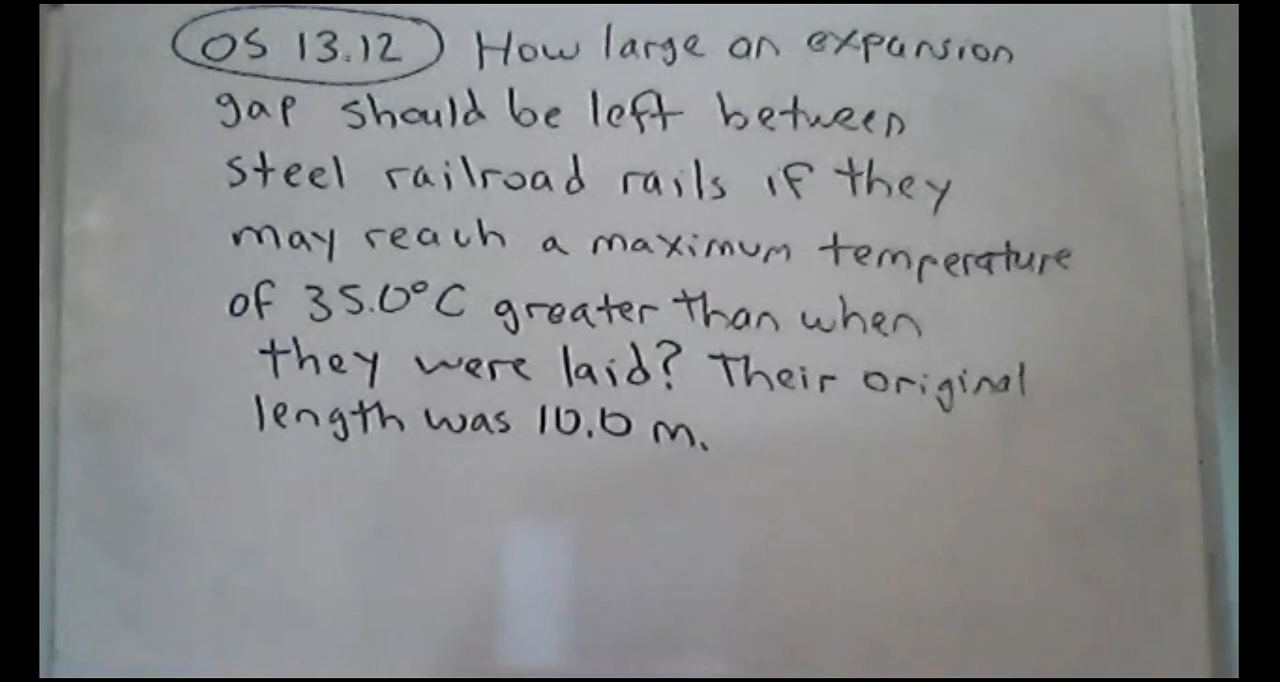 OS 13.12 How large an expansion
gap should be left between
steel railroad rails if they
may reach a maximum temperature
of 35.0°C greater than when
they were laid? Their original
length was 10.0 m.